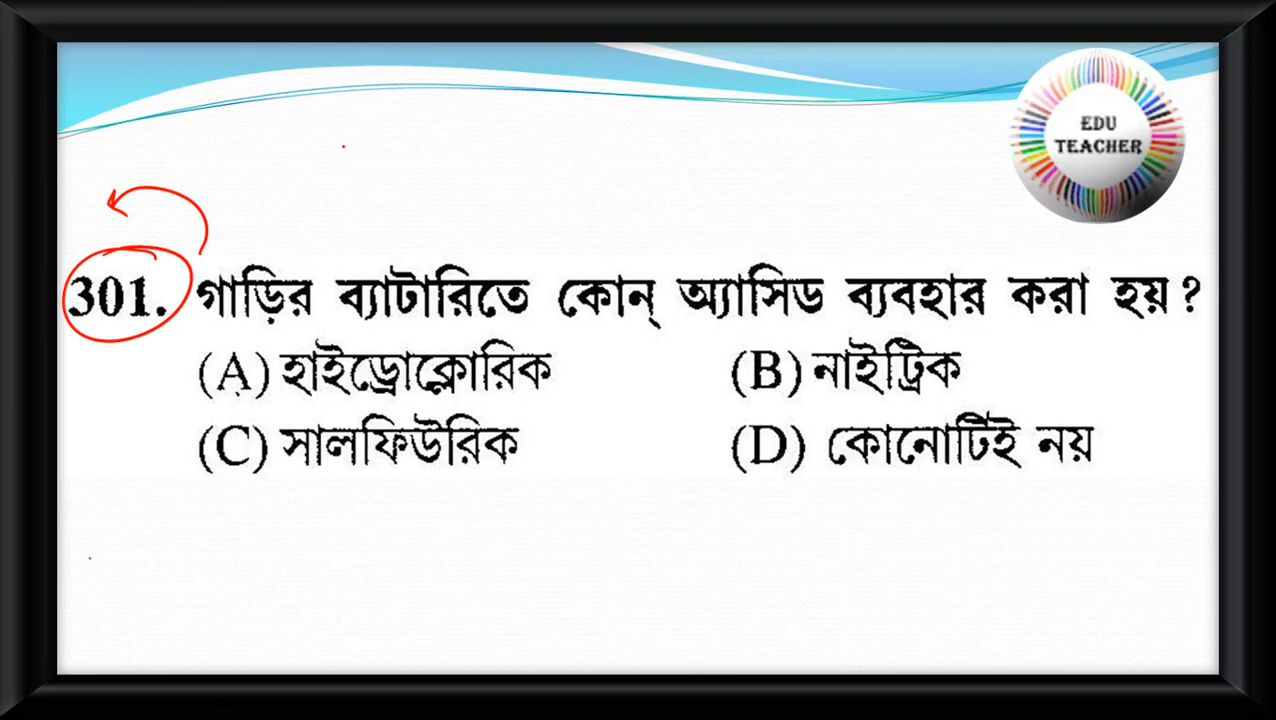 EDU
TEACHER
301. গাড়ির ব্যাটারিতে কোন্ অ্যাসিড ব্যবহার করা হয় ?
(A) হাইড্রোক্লোরিক (B) নাইট্রিক
(C) সালফিউরিক (D) কোনোটিই নয়